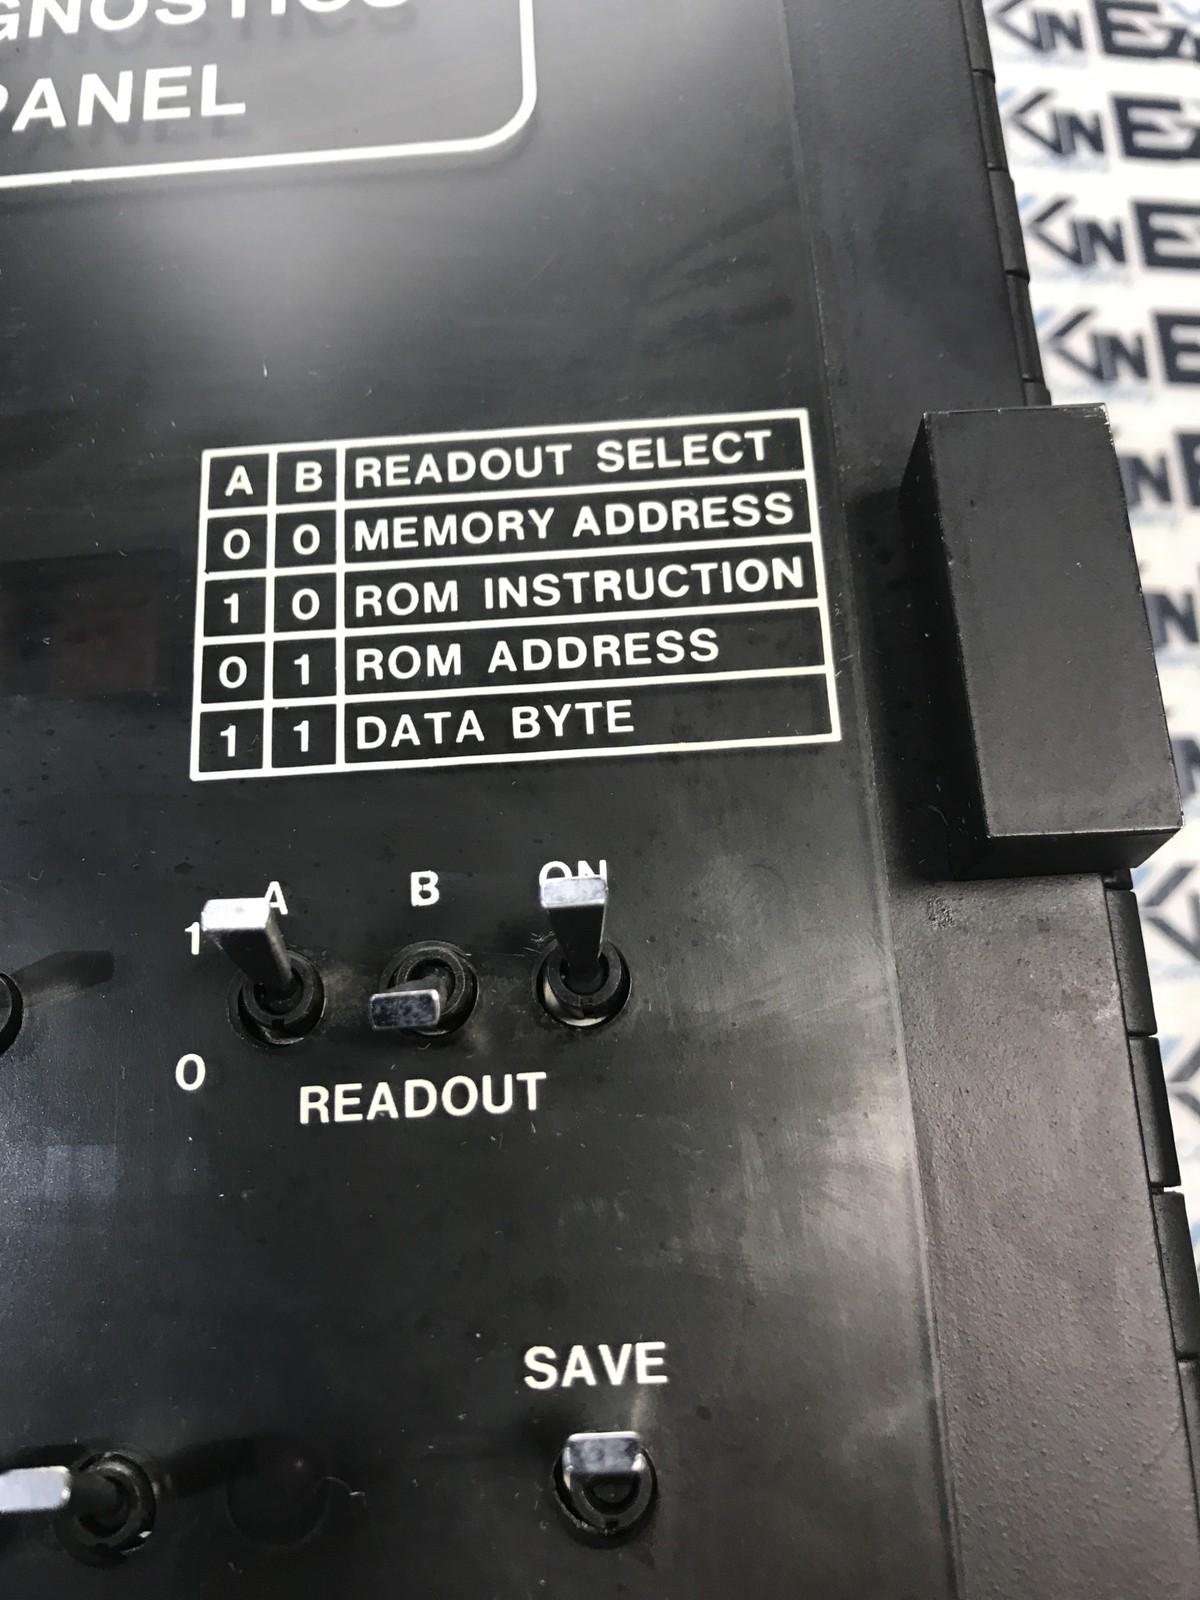 GNOSTICS
PANEL
A B READOUT SELECT
0 0 MEMORY ADDRESS
1 0 ROM INSTRUCTION
0 1 ROM ADDRESS
1 1 DATA BYTE
A B ON
1
0
READOUT
SAVE